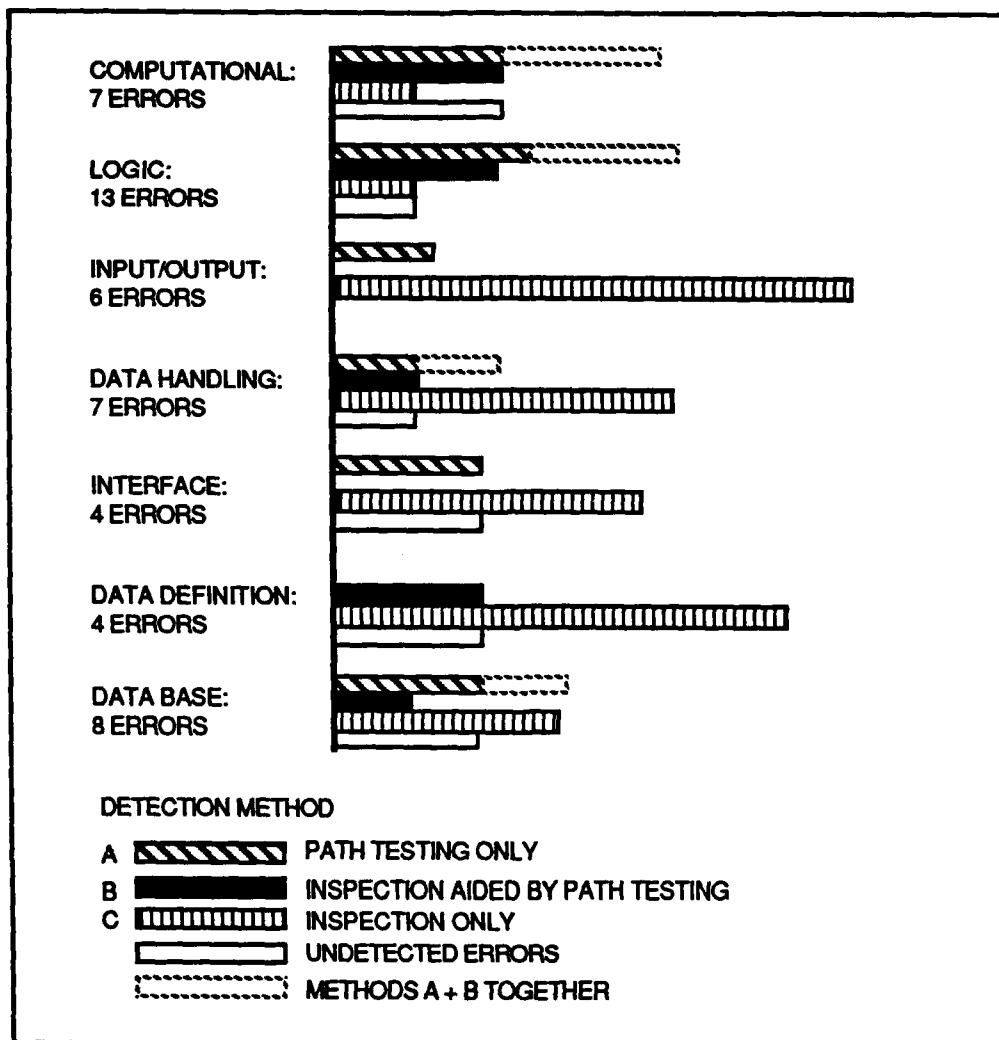 COMPUTATIONAL:
7 ERRORS
LOGIC:
13 ERRORS
INPUT/OUTPUT:
6 ERRORS
DATA HANDLING:
7 ERRORS
INTERFACE:
4 ERRORS
DATA DEFINITION:
4 ERRORS
DATA BASE:
8 ERRORS
DETECTION METHOD
A PATH TESTING ONLY
B INSPECTION AIDED BY PATH TESTING
C INSPECTION ONLY
UNDETECTED ERRORS
METHODS A + B TOGETHER